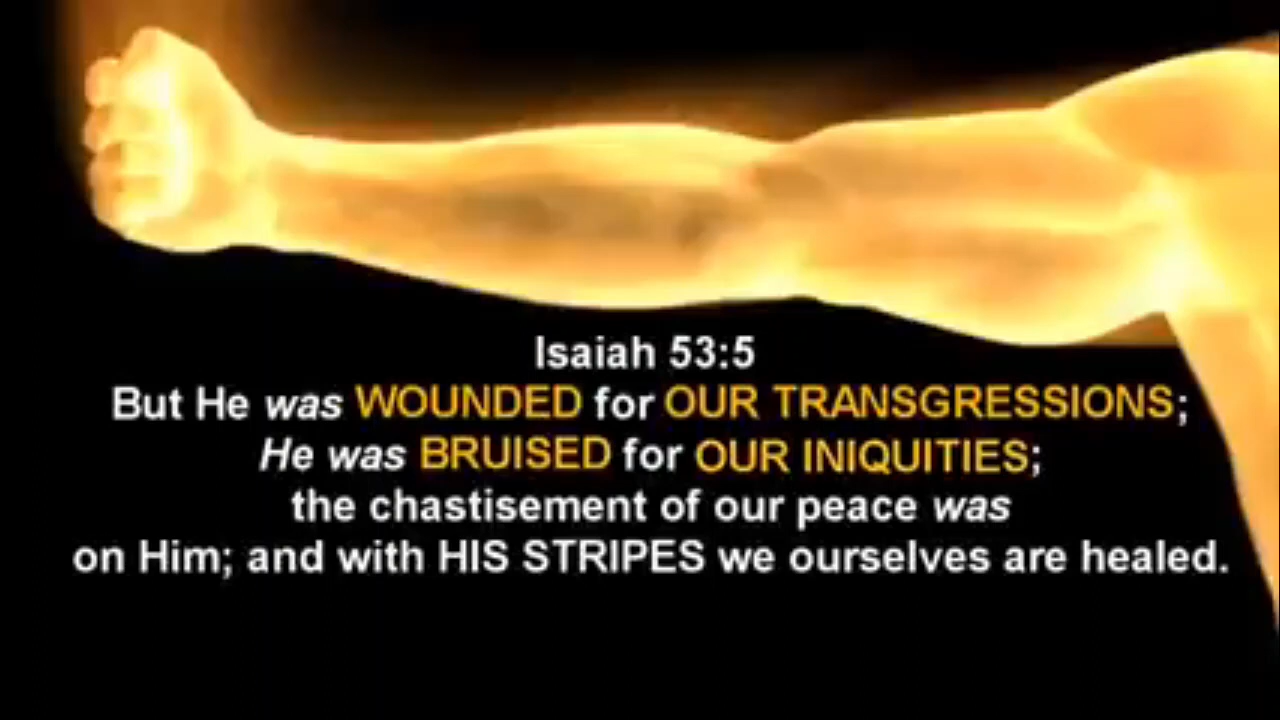 Isaiah 53:5
But He was WOUNDED for OUR TRANSGRESSIONS;
He was BRUISED for OUR INIQUITIES;
the chastisement of our peace was
on Him; and with HIS STRIPES we ourselves are healed.